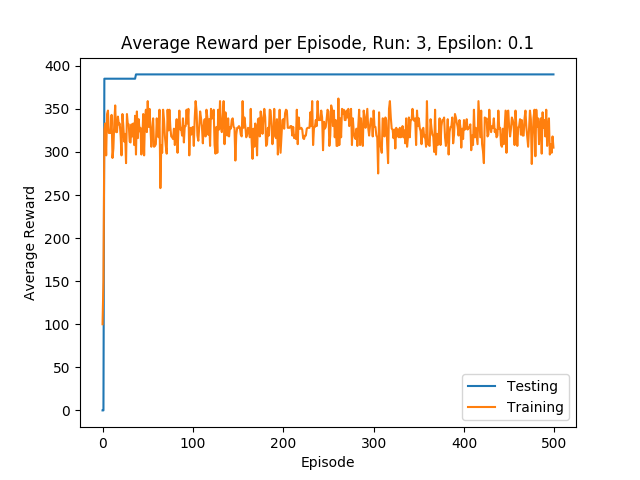 Average Reward per Episode, Run: 3, Epsilon: 0.1
Average Reward
400
350
300
250
200
150
100
50
0
0 100 200 300 400 500
Episode
Testing
Training